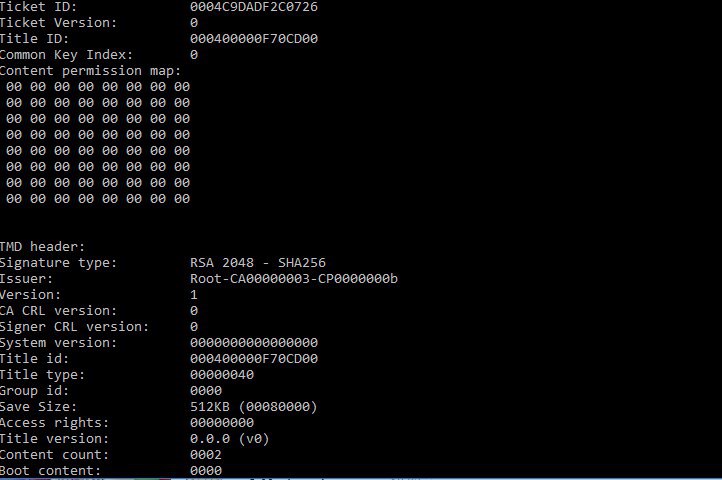 Ticket ID: 0004C9DADF2C0726
Ticket Version: 0
Title ID: 000400000F70CD00
Common Key Index: 0
Content permission map:
00 00 00 00 00 00 00 00
00 00 00 00 00 00 00 00
00 00 00 00 00 00 00 00
00 00 00 00 00 00 00 00
00 00 00 00 00 00 00 00
00 00 00 00 00 00 00 00
00 00 00 00 00 00 00 00
00 00 00 00 00 00 00 00
TMD header:
Signature type: RSA 2048 - SHA256
Issuer: Root-CA00000003-CP0000000b
Version: 1
CA CRL version: 0
Signer CRL version: 0
System version: 0000000000000000
Title id: 000400000F70CD00
Title type: 00000040
Group id: 0000
Save Size: 512KB (00080000)
Access rights: 00000000
Title version: 0.0.0 (v0)
Content count: 0002
Boot content: 0000